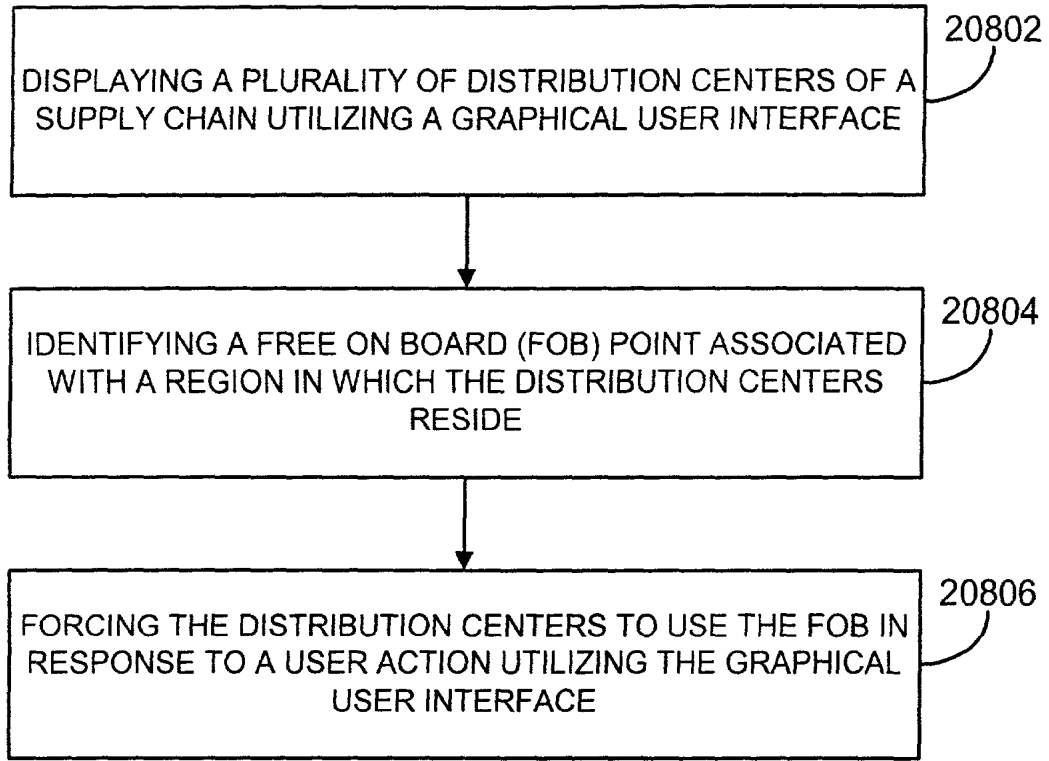 20802
DISPLAYING A PLURALITY OF DISTRIBUTION CENTERS OF A
SUPPLY CHAIN UTILIZING A GRAPHICAL USER INTERFACE
20804
IDENTIFYING A FREE ON BOARD (FOB) POINT ASSOCIATED
WITH A REGION IN WHICH THE DISTRIBUTION CENTERS
RESIDE
20806
FORCING THE DISTRIBUTION CENTERS TO USE THE FOB IN
RESPONSE TO A USER ACTION UTILIZING THE GRAPHICAL
USER INTERFACE